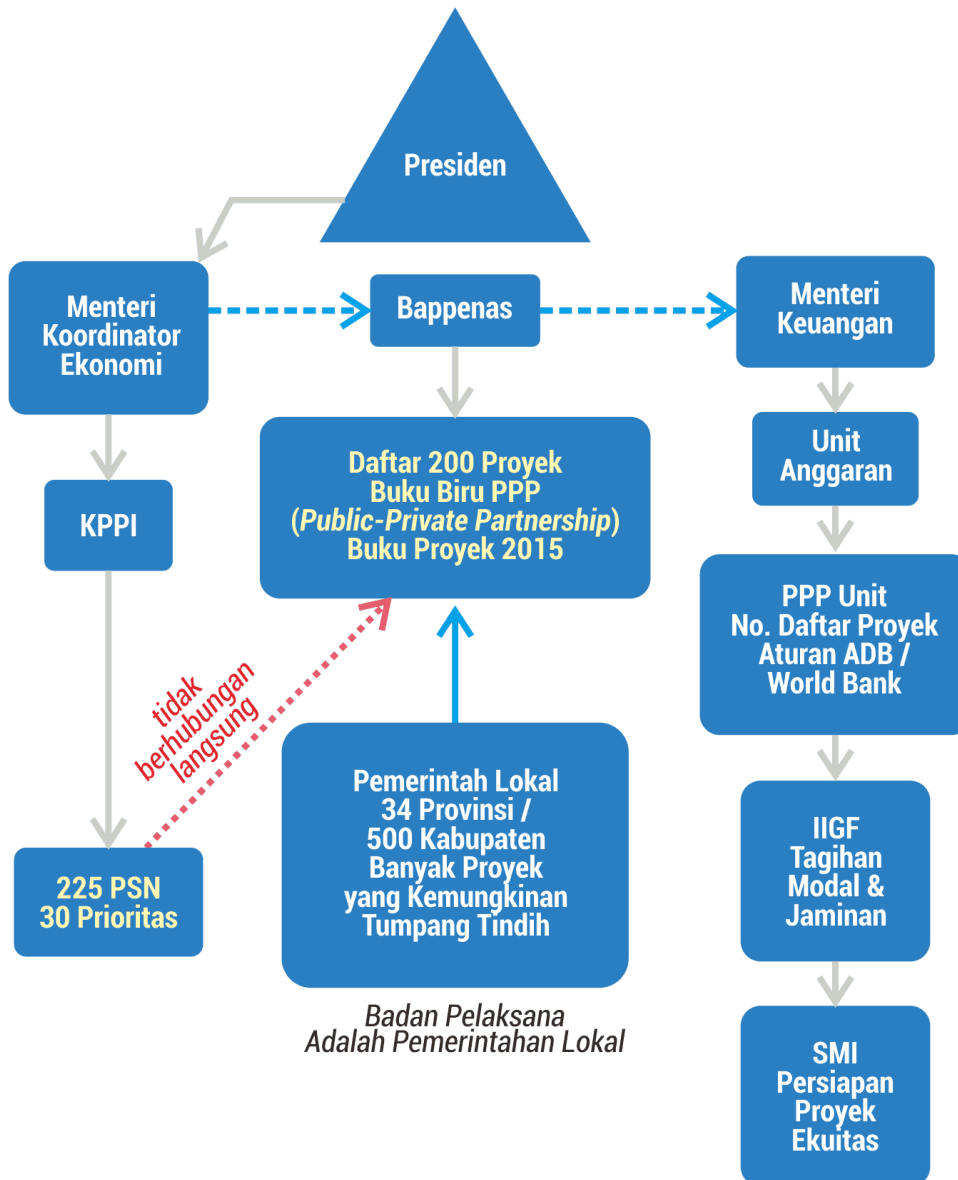 Presiden
Menteri
Koordinator
Ekonomi
Bappenas
Menteri
Keuangan
KPPI
Daftar 200 Proyek
Buku Biru PPP
(Public-Private Partnership)
Buku Proyek 2015
Unit
Anggaran
PPP Unit
No. Daftar Proyek
Aturan ADB /
World Bank
tidak
berhubungan
langsung
225 PSN
30 Prioritas
Pemerintah Lokal
34 Provinsi /
500 Kabupaten
Banyak Proyek
yang Kemungkinan
Tumpang Tindih
Badan Pelaksana
Adalah Pemerintahan Lokal
IIGF
Tagihan
Modal &
Jaminan
SMI
Persiapan
Proyek
Ekuitas